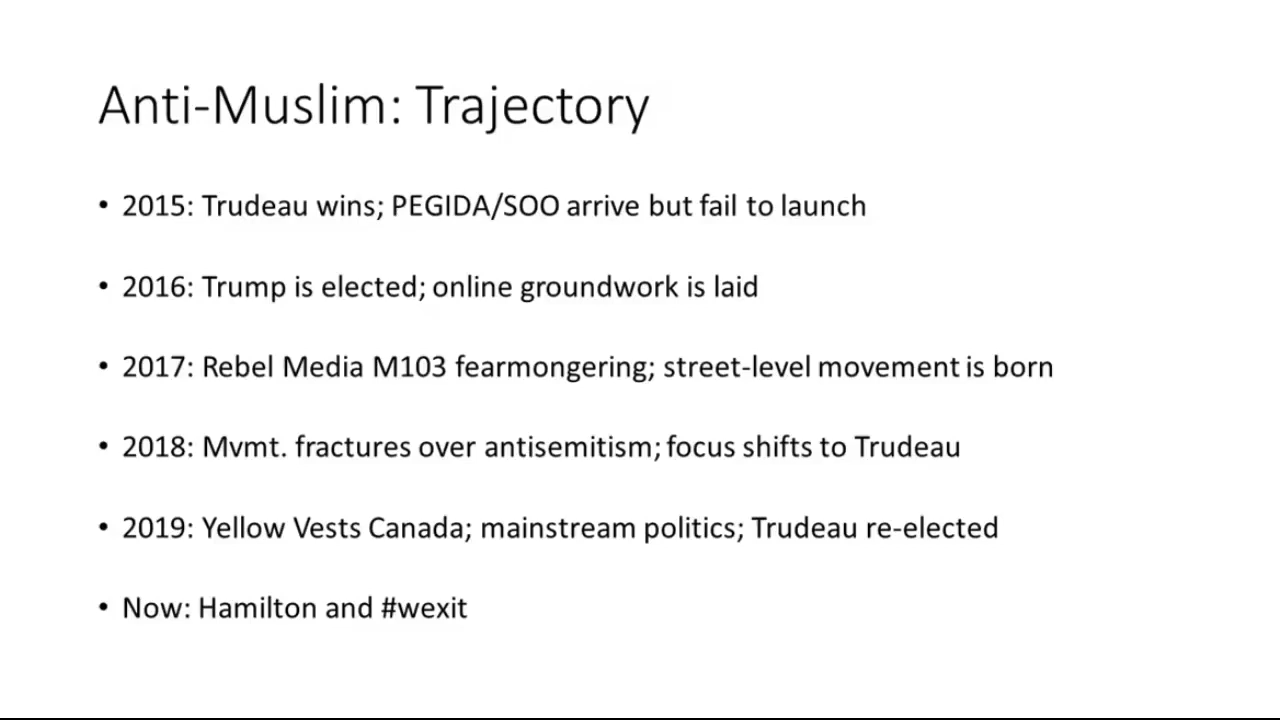 Anti-Muslim: Trajectory
• 2015: Trudeau wins; PEGIDA/SOO arrive but fail to launch
• 2016: Trump is elected; online groundwork is laid
• 2017: Rebel Media M103 fearmongering; street-level movement is born
• 2018: Mvmt. fractures over antisemitism; focus shifts to Trudeau
• 2019: Yellow Vests Canada; mainstream politics; Trudeau re-elected
• Now: Hamilton and #wexit